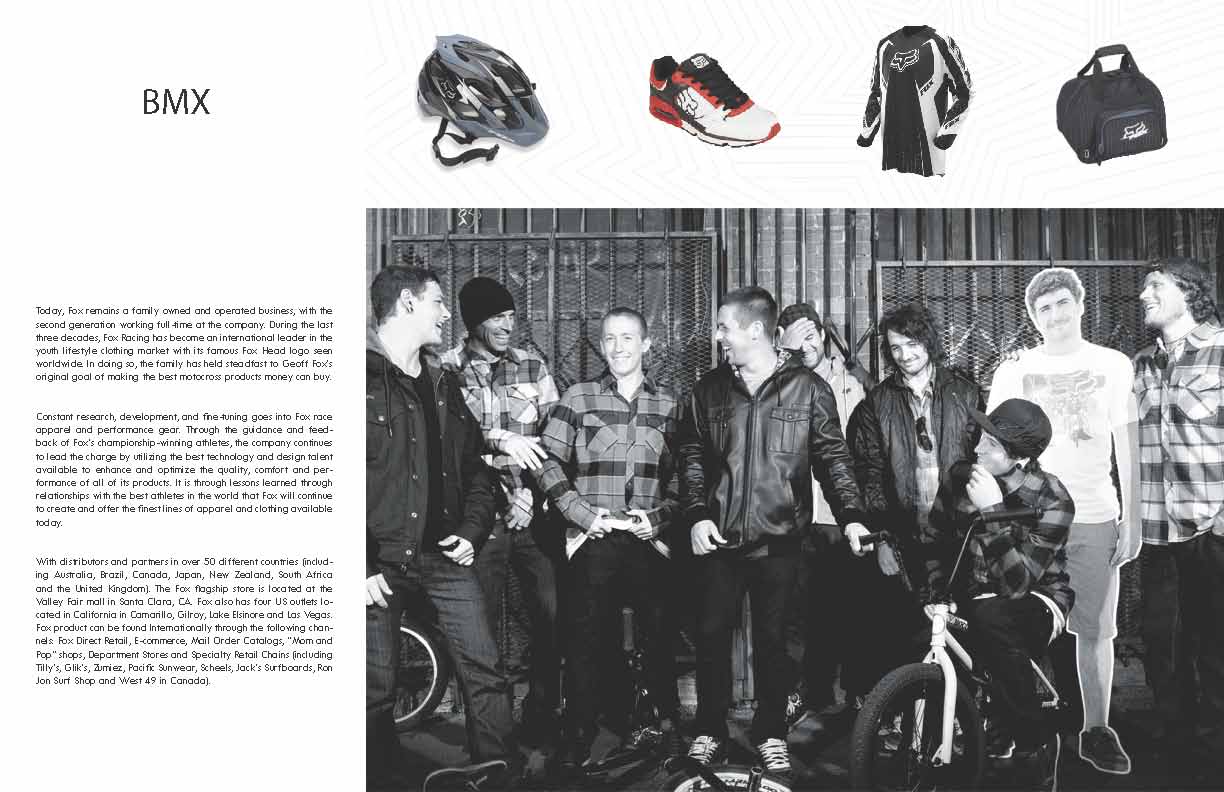 BMX
Today, Fox remains a family owned and operated business, with the
second generation working full-time at the company. During the last
three decades, Fox Racing has become an international leader in the
youth lifestyle clothing market with its famous Fox Head logo seen
worldwide. In doing so, the family has held steadfast to Geoff Fox's
original goal of making the best motocross products money can buy.
Constant research, development, and fine-tuning goes into Fox race
apparel and performance gear. Through the guidance and feed-
back of Fox's championship-winning athletes, the company continues
to lead the charge by utilizing the best technology and design talent
available to enhance and optimize the quality, comfort and per-
formance of all of its products. It is through lessons learned through
relationships with the best athletes in the world that Fox will continue
to create and offer the finest lines of apparel and clothing available
today.
With distributors and partners in over 50 different countries (includ-
ing Australia, Brazil, Canada, Japan, New Zealand, South Africa
and the United Kingdom). The Fox flagship store is located at the
Valley Fair mall in Santa Clara, CA. Fox also has four US outlets lo-
cated in California in Camarillo, Gilroy, Lake Elsinore and Las Vegas.
Fox product can be found Internationally through the following chan-
nels: Fox Direct Retail, E-commerce, Mail Order Catalogs, "Mom and
Pop" shops, Department Stores and Specialty Retail Chains (including
Tilly's, Glik's, Zumiez, Pacific Sunwear, Scheels, Jack's Surfboards, Ron
Jon Surf Shop and West 49 in Canada).